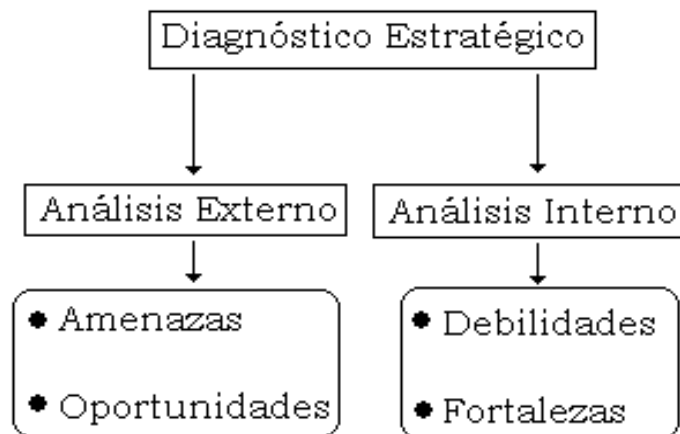 Diagnóstico Estratégico
Análisis Externo
Análisis Interno
Amenazas
Oportunidades
Debilidades
Fortalezas